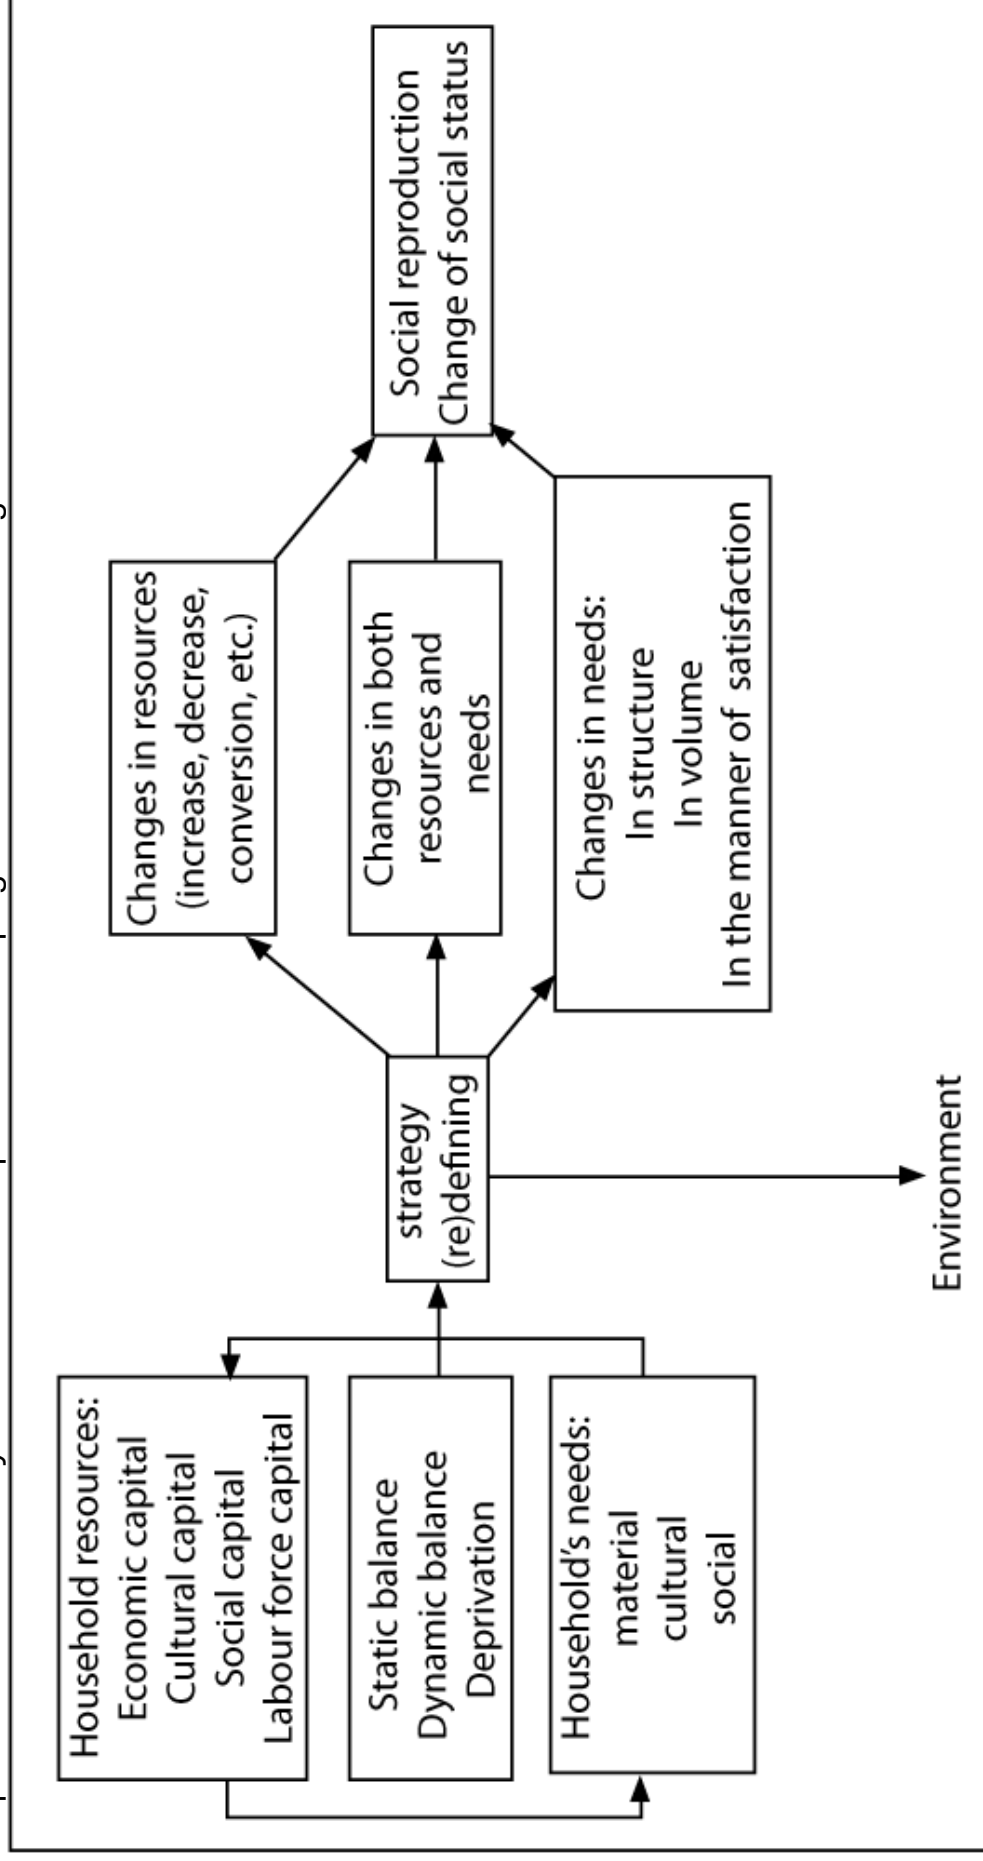 Household resources:
Economic capital
Cultural capital
Social capital
Labour force capital
Static balance
Dynamic balance
Deprivation
Household's needs:
material
cultural
social
strategy
(re)defining
Environment
Changes in resources
(increase, decrease,
conversion, etc.)
Changes in both
resources and
needs
Changes in needs:
In structure
In volume
In the manner of satisfaction
Social reproduction
Change of social status